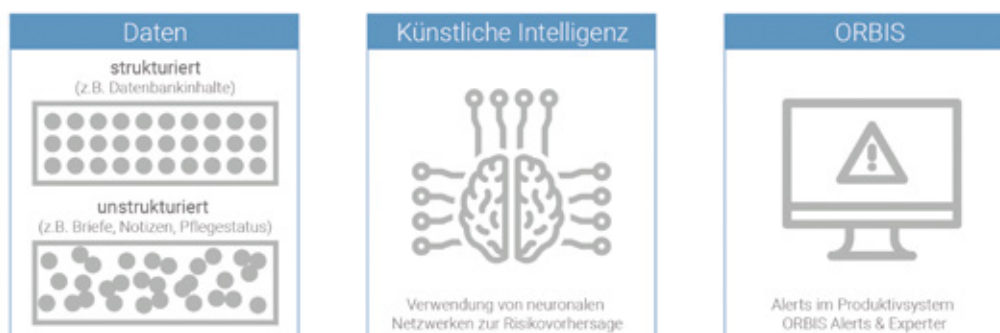 Daten
strukturiert
(z.B. Datenbankinhalte)
unstrukturiert
(z.B. Briefe, Notizen, Pflegestatus)
Künstliche Intelligenz
Verwendung von neuronalen
Netzwerken zur Risikovorhersage
ORBIS
Alerts im Produktivsystem
ORBIS Alerts & Experter